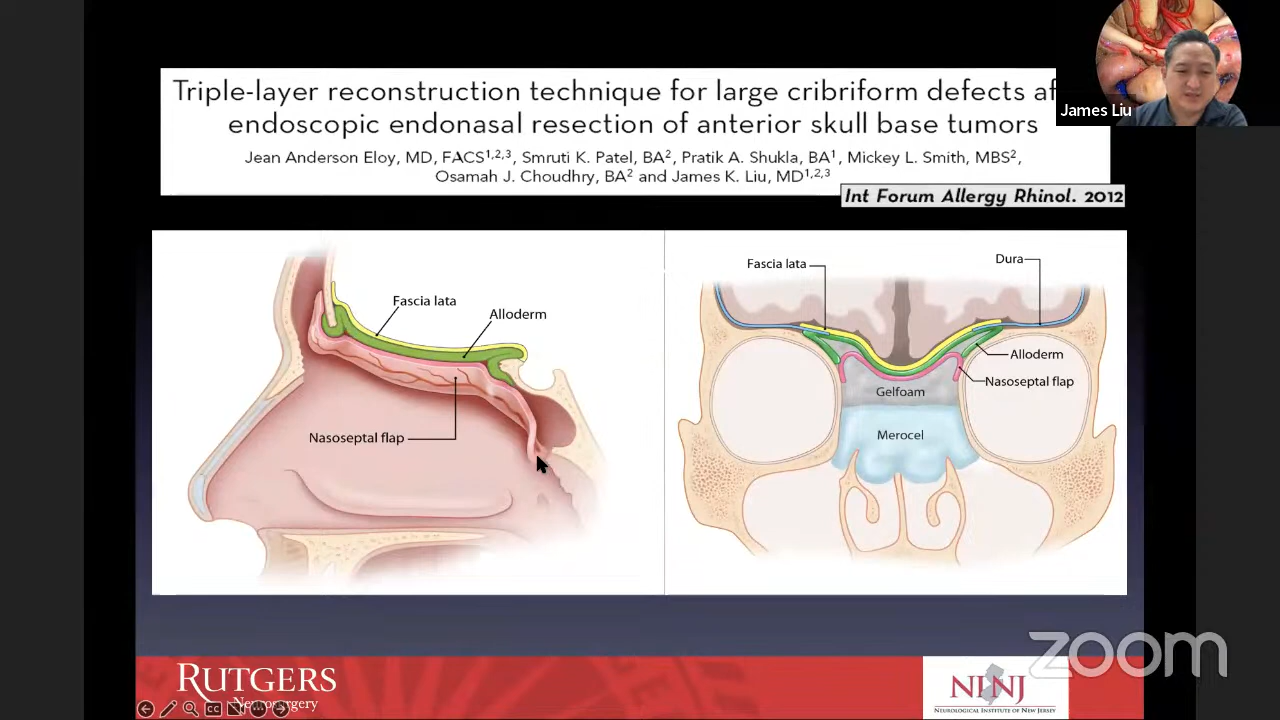 Triple-layer reconstruction technique for large cribriform defects af
endoscopic endonasal resection of anterior skull base tumors
Jean Anderson Eloy, MD, FACS1,2,3, Smruti K. Patel, BA2, Pratik A. Shukla, BA1, Mickey L. Smith, MBS2,
Osamah J. Choudhry, BA2 and James K. Liu, MD1,2,3
Int Forum Allergy Rhinol. 2012
James Liu
Fascia lata
Alloderm
Nasoseptal flap
Fascia lata
Dura
Alloderm
Nasoseptal flap
Gelfoam
Merocel
RUTGERS
Neurosurgery
NINJ
NEUROLOGICAL INSTITUTE OF NEW JERSEY
zoom
CC